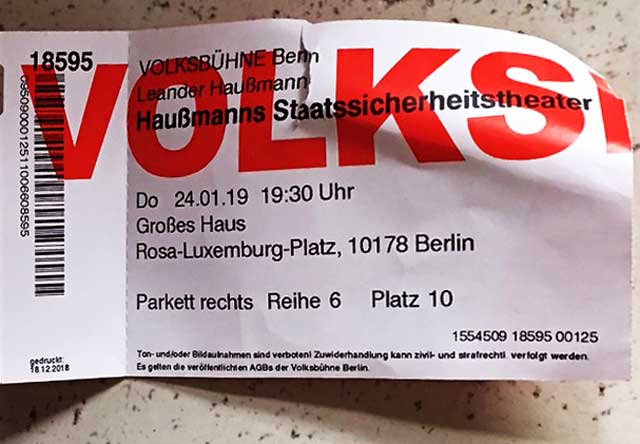 18595
VOLKSBÜHNE Berlin
Leander Haußmann
Haußmanns Staatssicherheitstheater
VOLKS
Do 24.01.19 19:30 Uhr
Großes Haus
Rosa-Luxemburg-Platz, 10178 Berlin
Parkett rechts Reihe 6 Platz 10
1554509 18595 00125
Ton- und/oder Bildaufnahmen sind verboten! Zuwiderhandlung kann zivil- und strafrechtl. verfolgt werden.
Es gelten die veröffentlichten AGBs der Volksbühne Berlin.
gedruckt:
18.12.2018